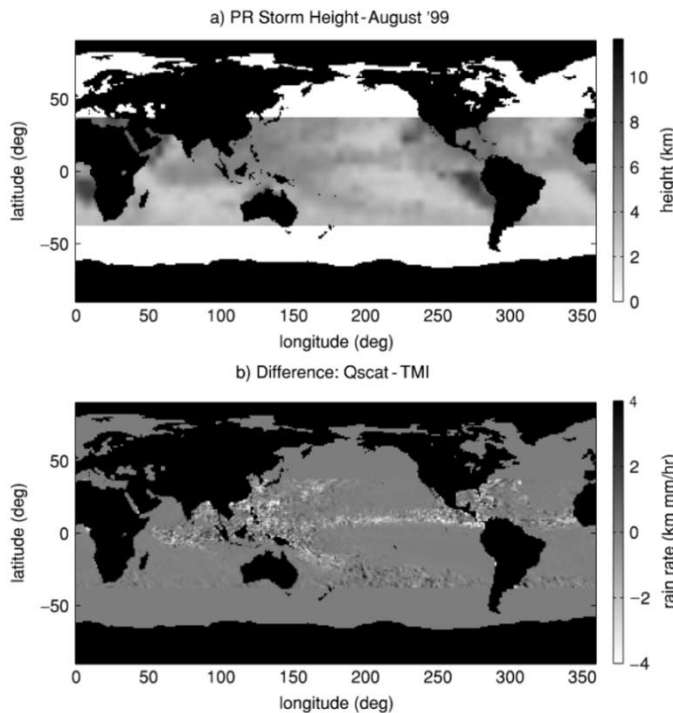 a) PR Storm Height-August '99
50
0
−50
latitude (deg)
0 50 100 150 200 250 300 350
longitude (deg)
10
8
6
4
2
0
height (km)
b) Difference: Qscat - TMI
50
0
−50
latitude (deg)
0 50 100 150 200 250 300 350
longitude (deg)
4
2
0
−2
−4
rain rate (km mm/hr)